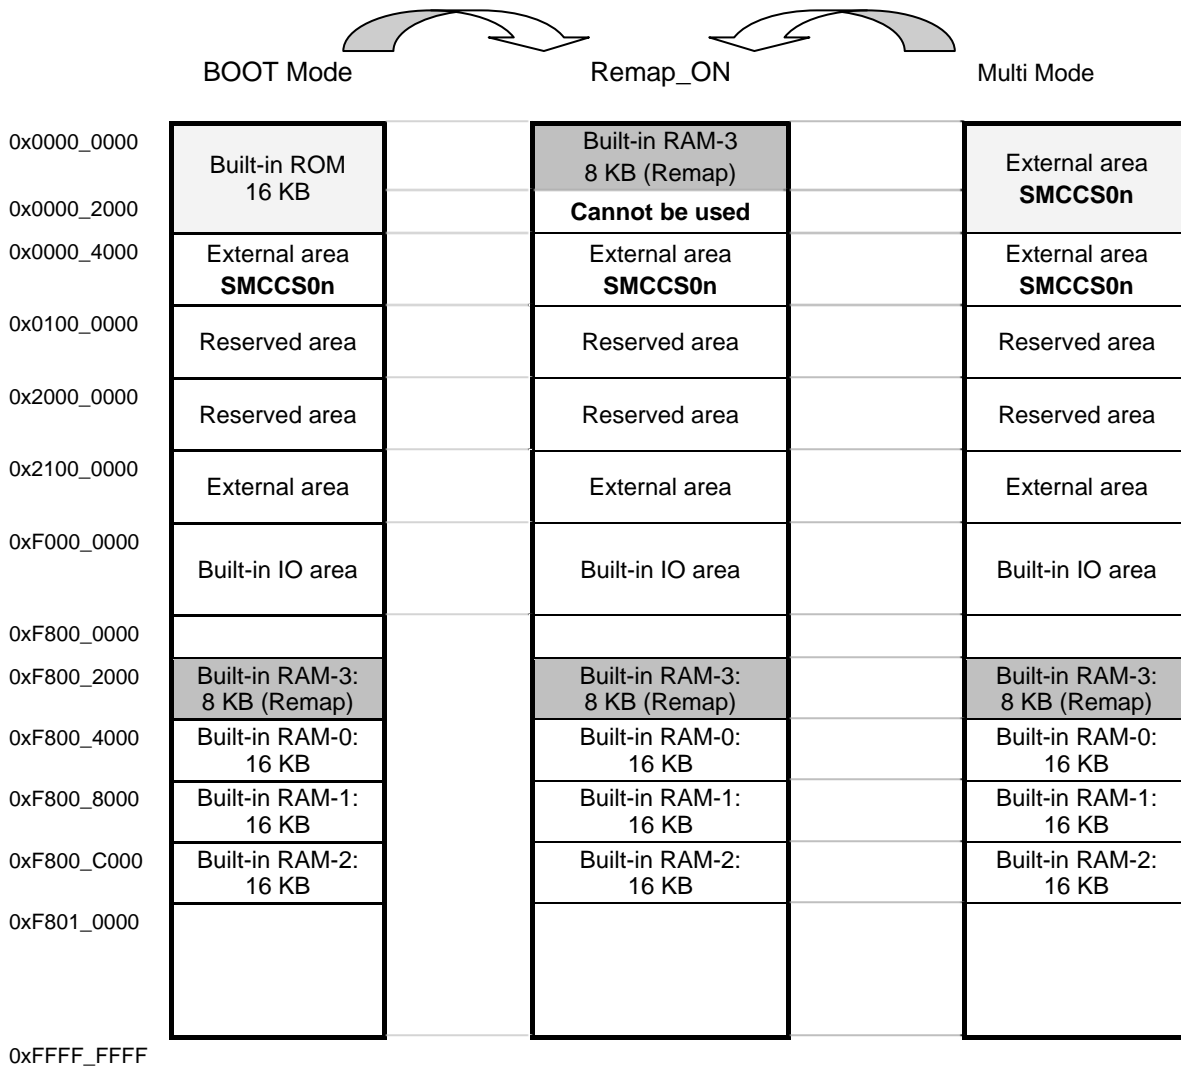 BOOT Mode Remap_ON Multi Mode
0x0000_0000
Built-in ROM
16 KB
Built-in RAM-3
8 KB (Remap)
External area
SMCCS0n
0x0000_2000
Cannot be used
0x0000_4000
External area
SMCCS0n
External area
SMCCS0n
External area
SMCCS0n
0x0100_0000
Reserved area Reserved area Reserved area
0x2000_0000
Reserved area Reserved area Reserved area
0x2100_0000
External area External area External area
0xF000_0000
Built-in IO area Built-in IO area Built-in IO area
0xF800_0000
0xF800_2000
Built-in RAM-3:
8 KB (Remap)
Built-in RAM-3:
8 KB (Remap)
Built-in RAM-3:
8 KB (Remap)
0xF800_4000
Built-in RAM-0:
16 KB
Built-in RAM-0:
16 KB
Built-in RAM-0:
16 KB
0xF800_8000
Built-in RAM-1:
16 KB
Built-in RAM-1:
16 KB
Built-in RAM-1:
16 KB
0xF800_C000
Built-in RAM-2:
16 KB
Built-in RAM-2:
16 KB
Built-in RAM-2:
16 KB
0xF801_0000
0xFFFF_FFFF